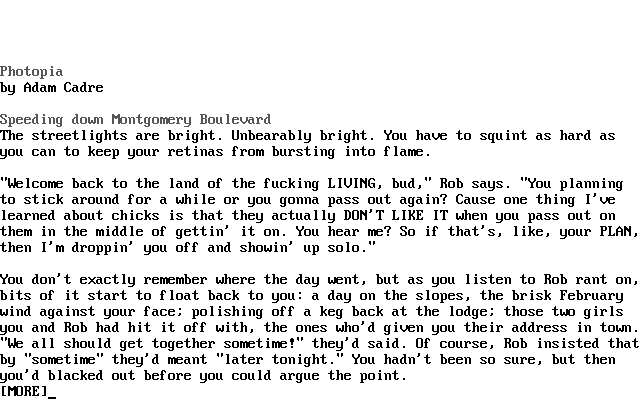 Photopia
by Adam Cadre
Speeding down Montgomery Boulevard
The streetlights are bright. Unbearably bright. You have to squint as hard as
you can to keep your retinas from bursting into flame.
"Welcome back to the land of the fucking LIVING, bud," Rob says. "You planning
to stick around for a while or you gonna pass out again? Cause one thing I've
learned about chicks is that they actually DON'T LIKE IT when you pass out on
them in the middle of gettin' it on. You hear me? So if that's, like, your PLAN,
then I'm droppin' you off and showin' up solo."
You don't exactly remember where the day went, but as you listen to Rob rant on,
bits of it start to float back to you: a day on the slopes, the brisk February
wind against your face; polishing off a keg back at the lodge; those two girls
you and Rob had hit it off with, the ones who'd given you their address in town.
"We all should get together sometime!" they'd said. Of course, Rob insisted that
by "sometime" they'd meant "later tonight." You hadn't been so sure, but then
you'd blacked out before you could argue the point.
[MORE]_